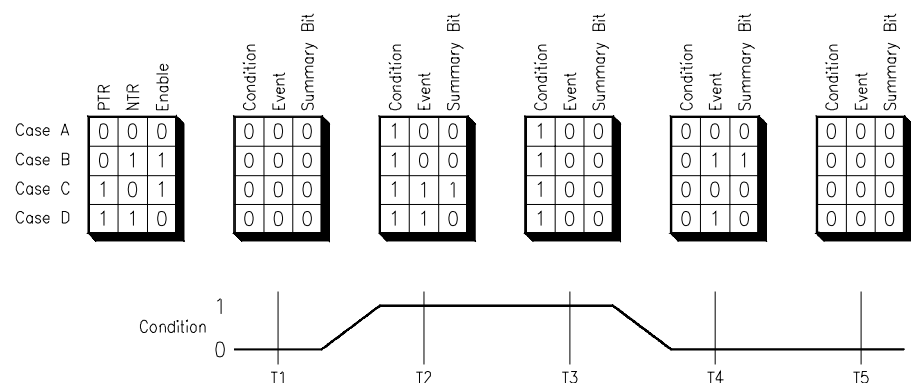 PTR NTR Enable Condition Event Summary Bit Condition Event Summary Bit Condition Event Summary Bit Condition Event Summary Bit Condition Event Summary Bit
Case A 0 0 0 0 0 0 1 0 0 1 0 0 0 0 0 0 0 0
Case B 0 1 1 0 0 0 1 0 0 1 0 0 0 1 1 0 0 0
Case C 1 0 1 0 0 0 1 1 1 1 0 0 0 0 0 0 0 0
Case D 1 1 0 0 0 0 1 1 0 1 0 0 0 1 0 0 0 0
1
Condition
0
T1 T2 T3 T4 T5